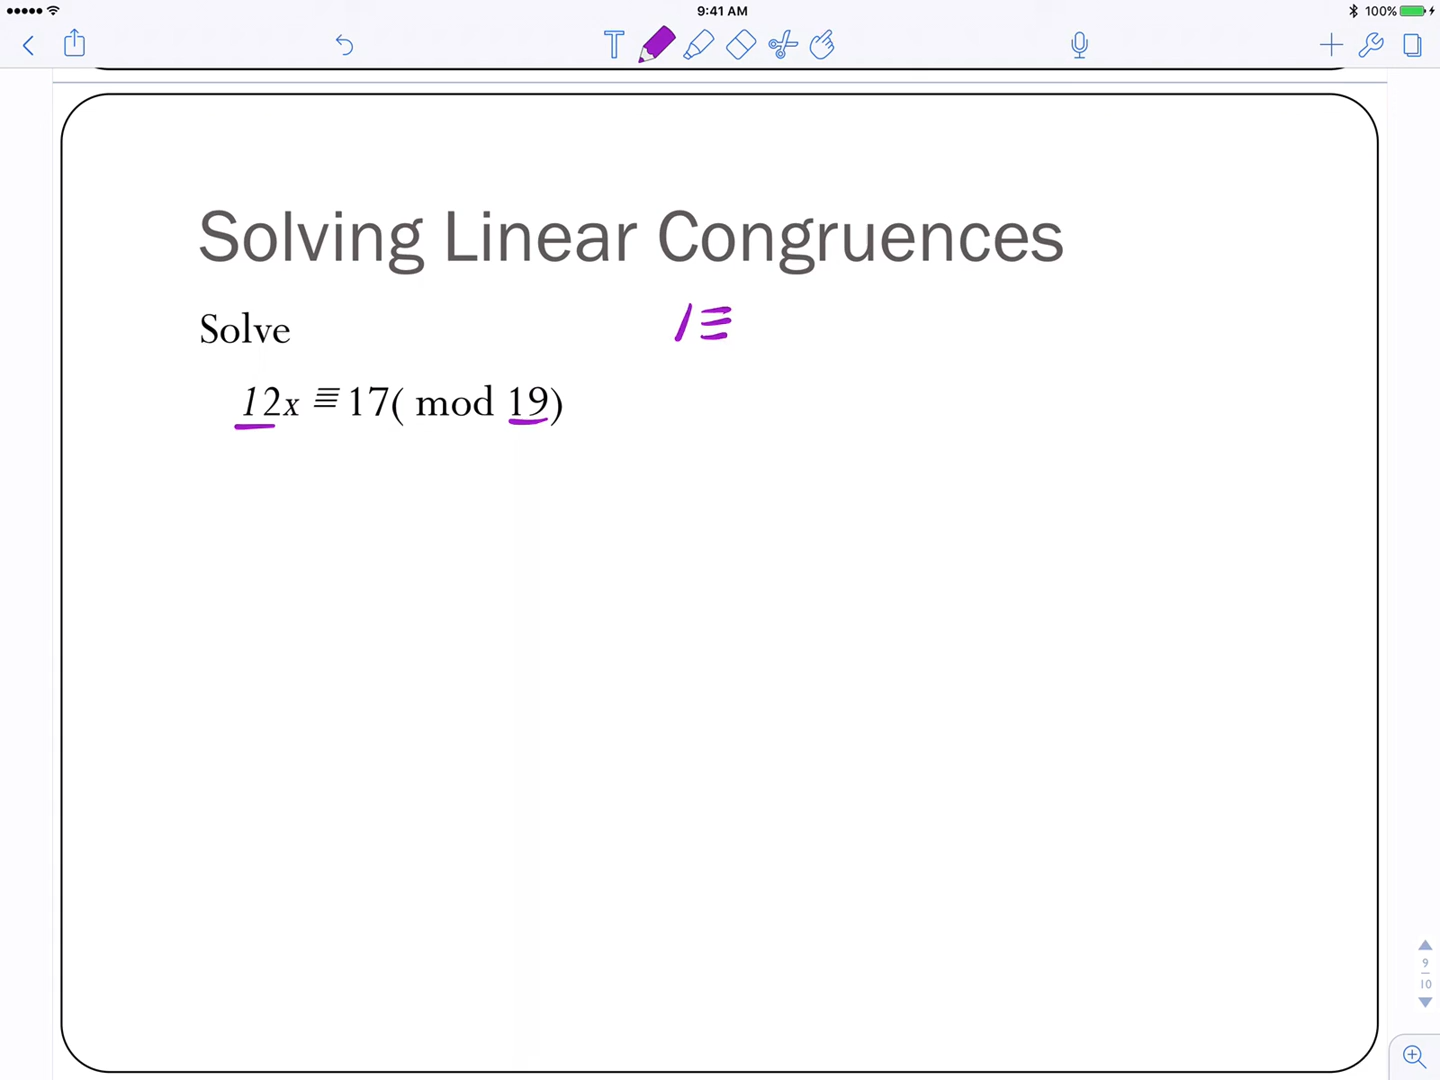 9:41 AM
100%
T
Solving Linear Congruences
Solve
1≡
12x ≡ 17( mod 19)
9
10